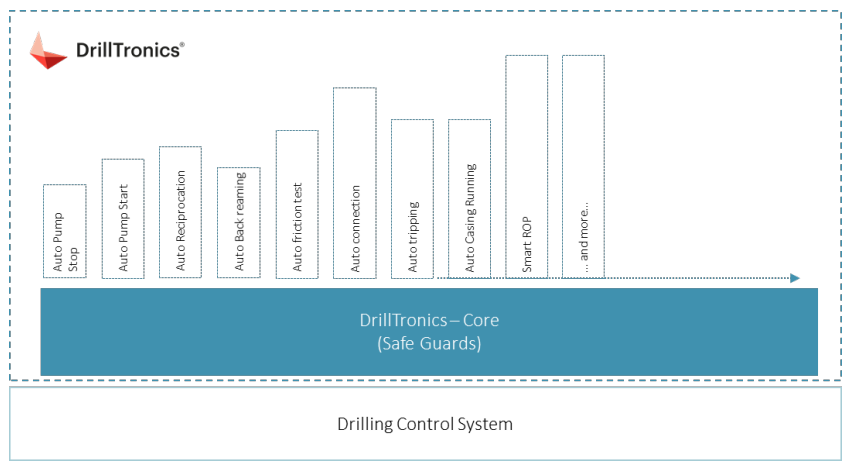 DrillTronics®
Auto Pump
Stop
Auto Pump Start
Auto Reciprocation
Auto Back reaming
Auto friction test
Auto connection
Auto tripping
Auto Casing Running
Smart ROP
... and more...
DrillTronics – Core
(Safe Guards)
Drilling Control System